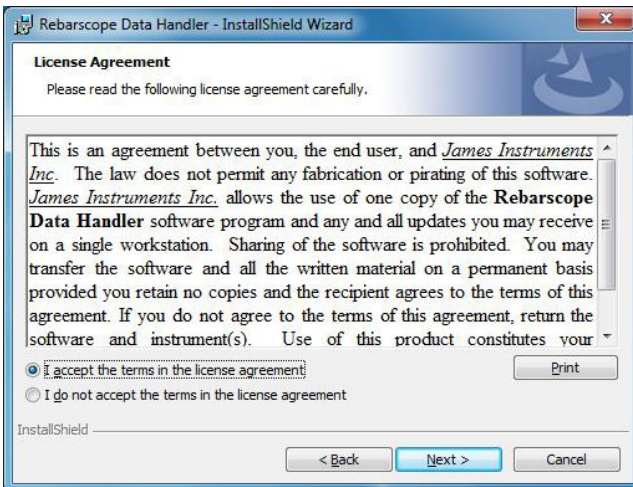 Rebarscope Data Handler - InstallShield Wizard
License Agreement
Please read the following license agreement carefully.
This is an agreement between you, the end user, and James Instruments
Inc. The law does not permit any fabrication or pirating of this software.
James Instruments Inc. allows the use of one copy of the Rebarscope
Data Handler software program and any and all updates you may receive
on a single workstation. Sharing of the software is prohibited. You may
transfer the software and all the written material on a permanent basis
provided you retain no copies and the recipient agrees to the terms of this
agreement. If you do not agree to the terms of this agreement, return the
software and instrument(s). Use of this product constitutes your
I accept the terms in the license agreement
Print
I do not accept the terms in the license agreement
InstallShield
< Back
Next >
Cancel